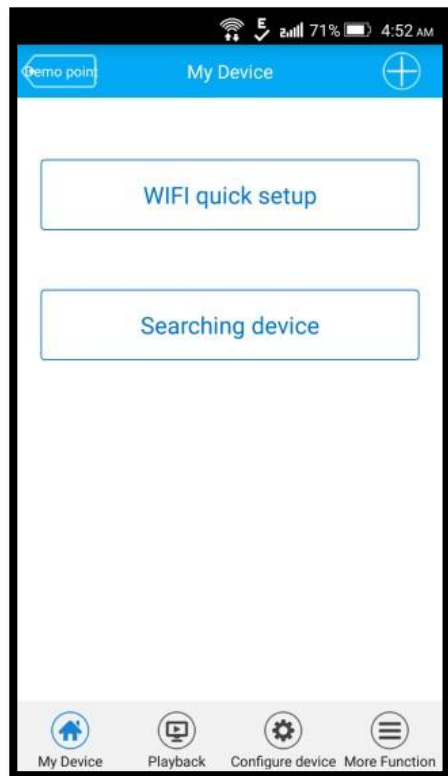 E 71% 4:52 AM
Demo point My Device
WIFI quick setup
Searching device
My Device Playback Configure device More Function